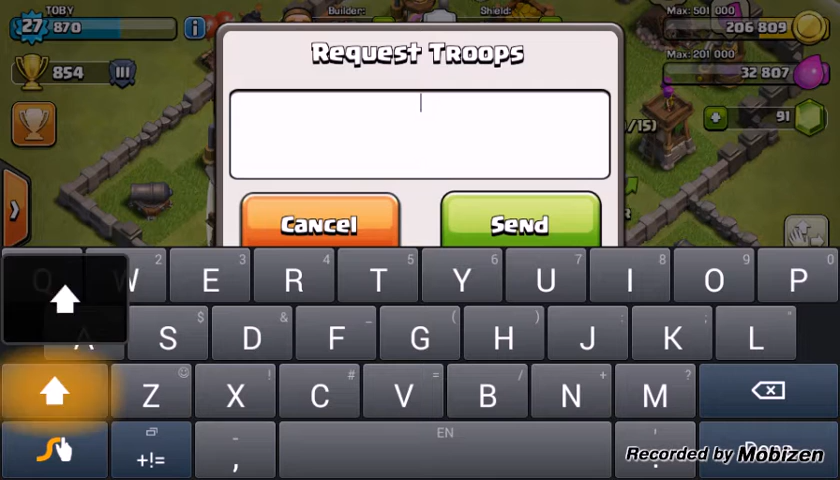 TOBY
27 870
Builder:
Shield:
Max: 501 000
206 809
Max: 201 000
32 807
91
854
III
/15)
Request Troops
Cancel
Send
Q W 2 E 3 R 4 T 5 Y 6 U 7 I 8 O 9 P 0
A S $ D & F _ G ( H ) J : K ; L "
Z X ! C # V = B / N + M ?
+!= - , EN ' . Done
Recorded by Mobizen